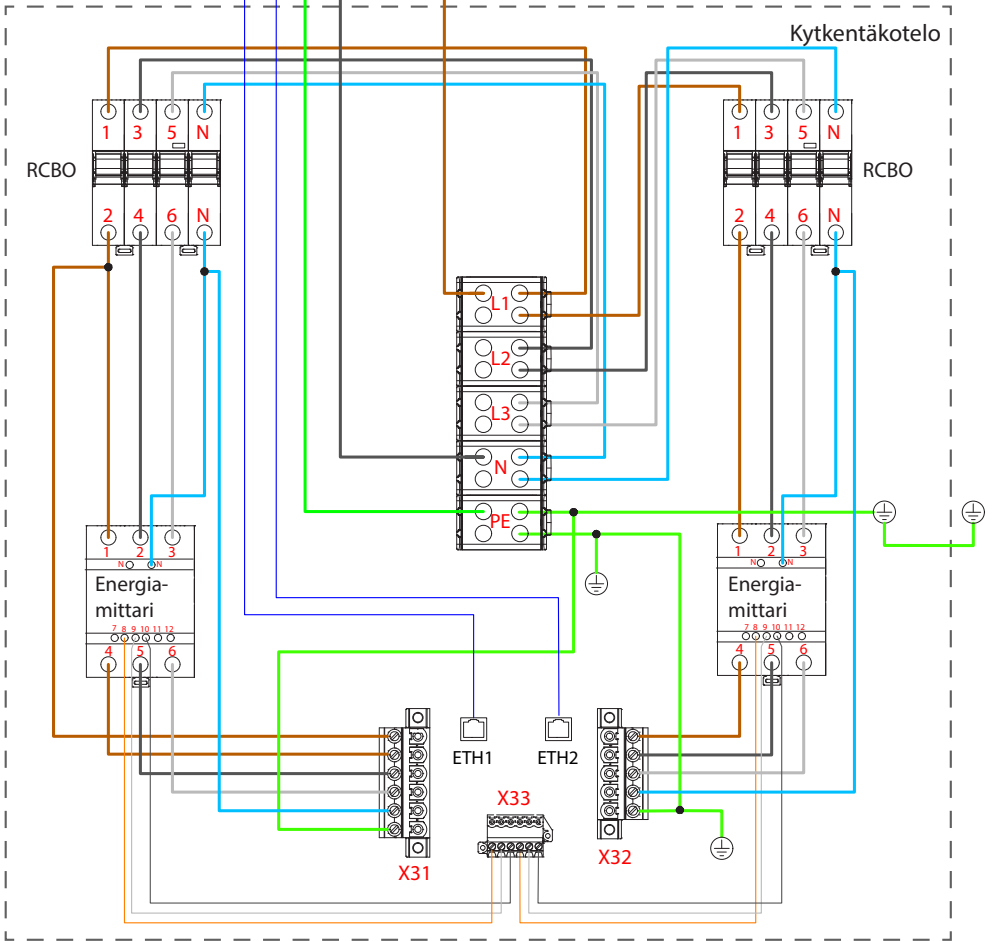 Kytkentäkotelo
1 3 5 N
1 3 5 N
RCBO
RCBO
2 4 6 N
2 4 6 N
L1
L2
L3
N
PE
1 2 3
N N
Energia-
mittari
7 8 9 10 11 12
4 5 6
1 2 3
N N
Energia-
mittari
7 8 9 10 11 12
4 5 6
ETH1
ETH2
X33
X31
X32